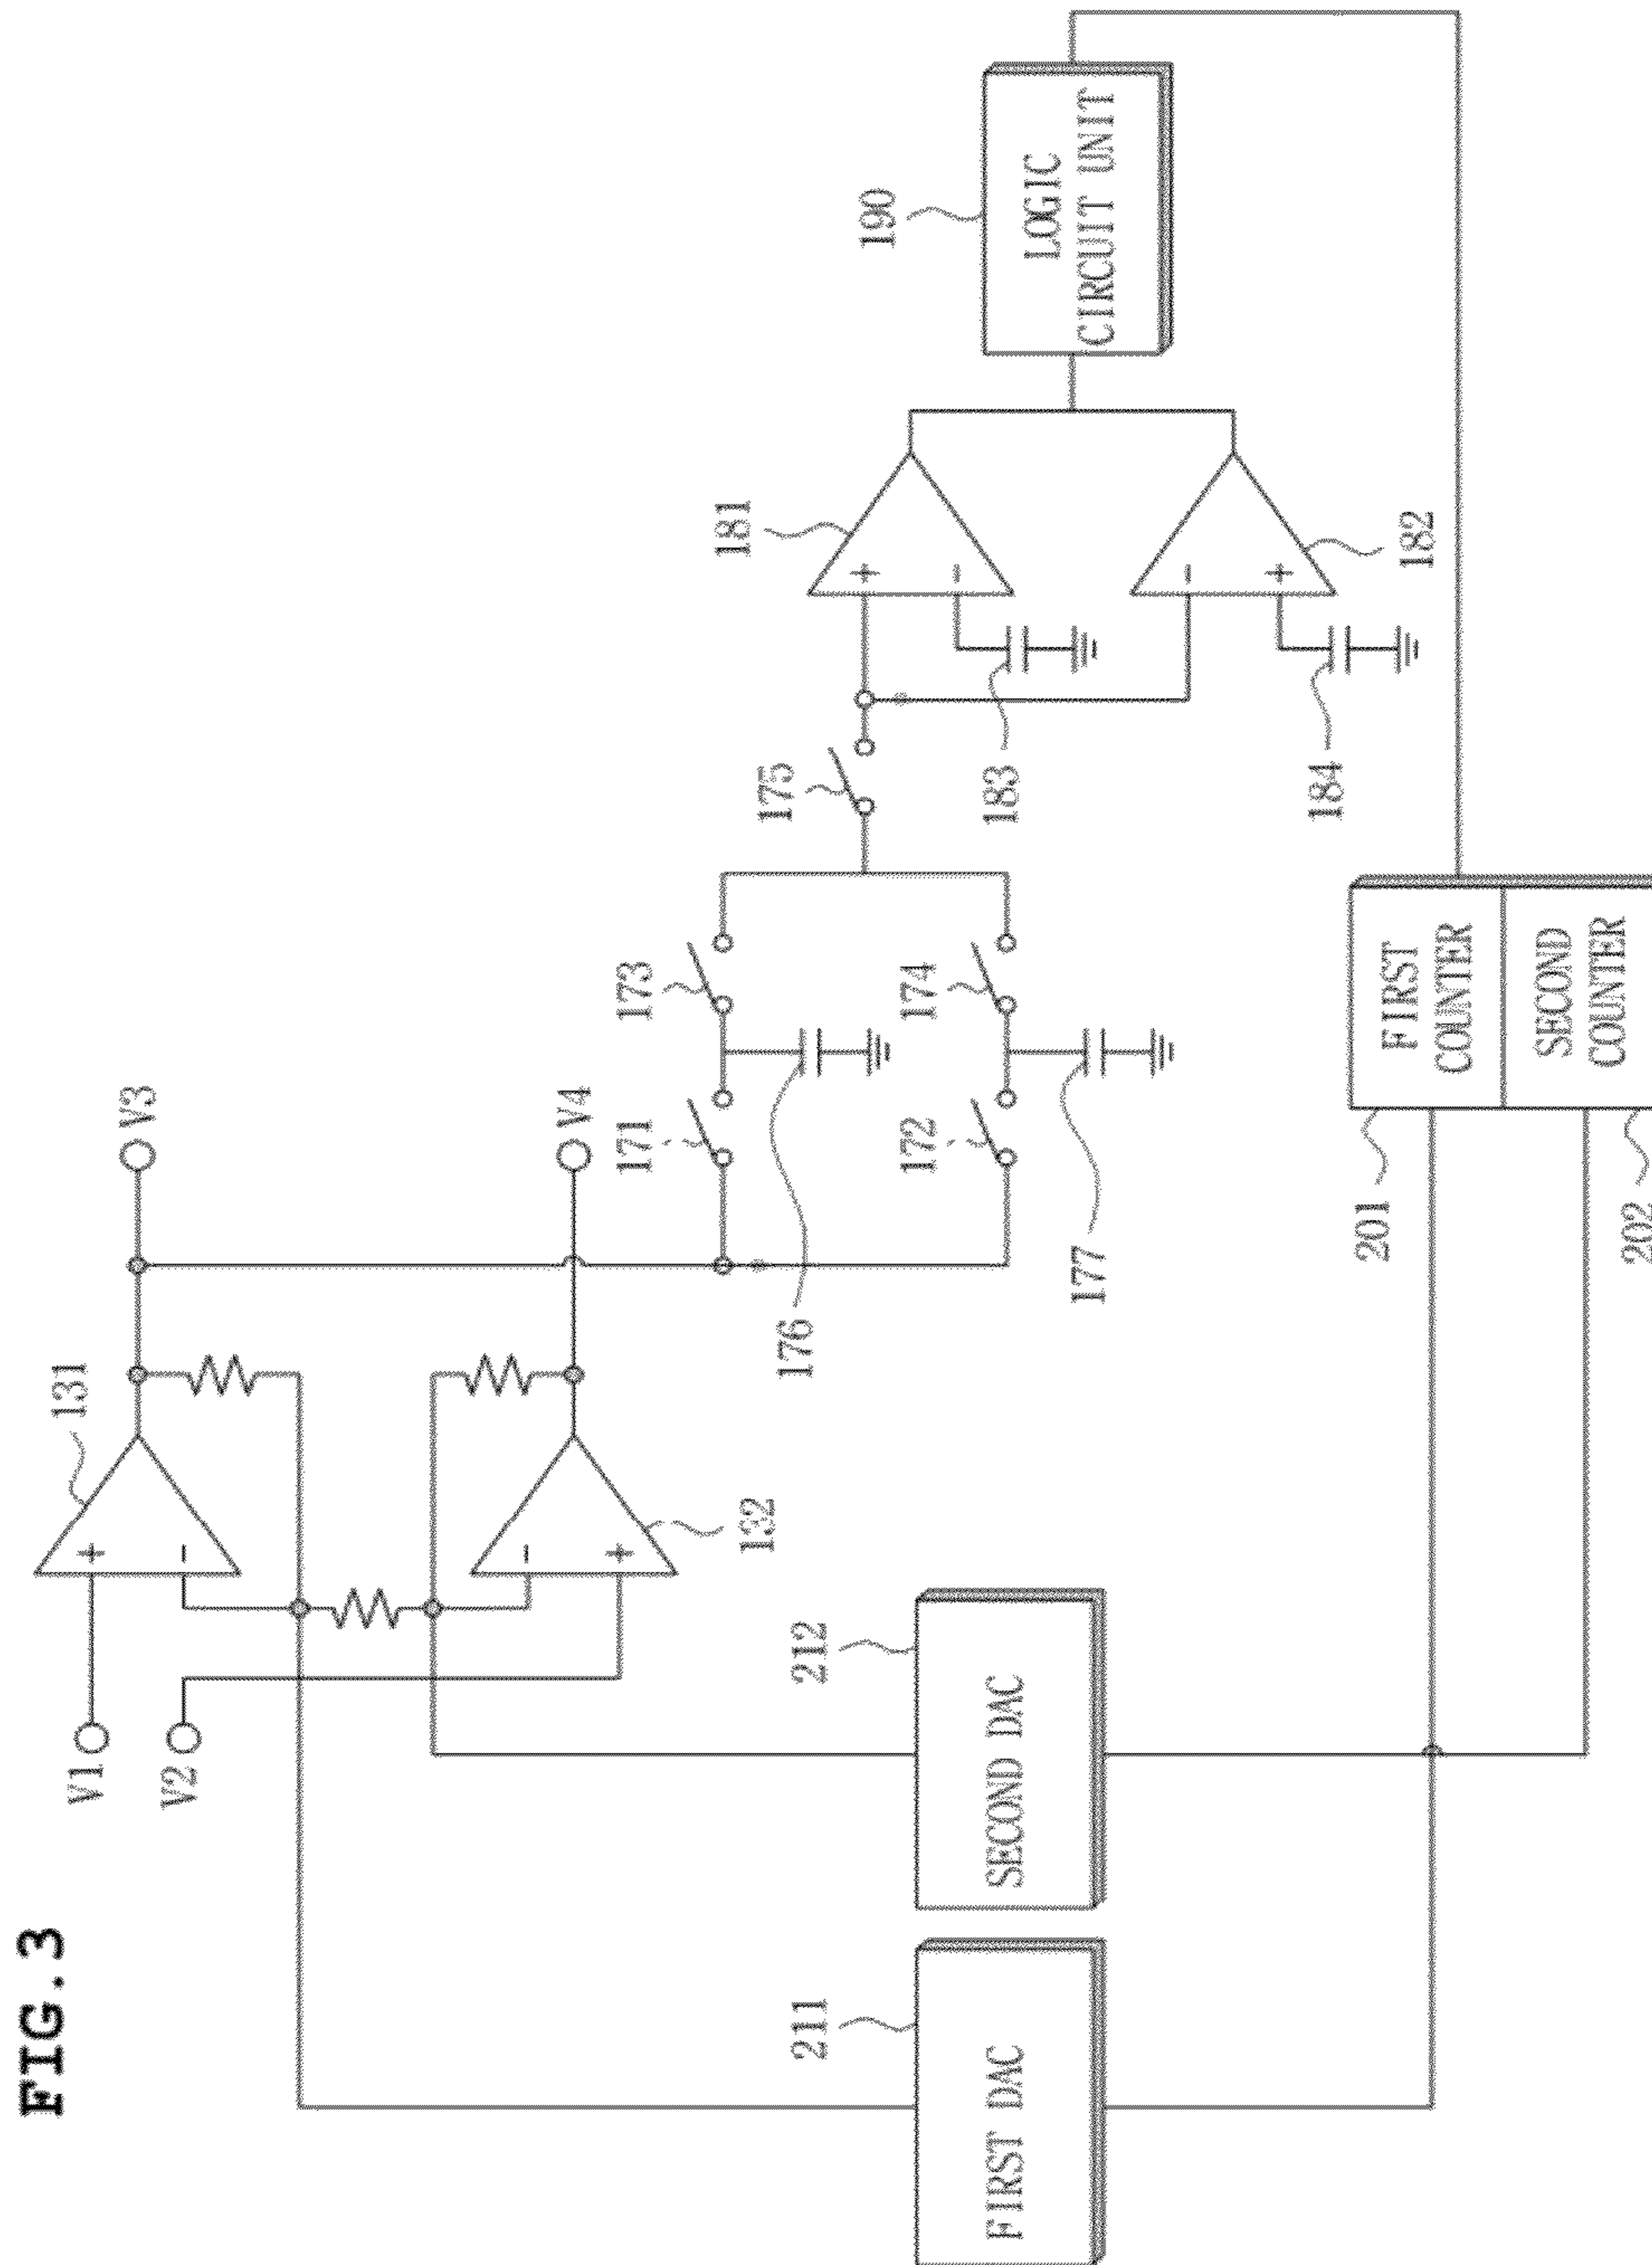 FIG.3
V1
V2
131
132
V3
V4
171
172
173
174
175
176
177
181
182
183
184
190
LOGIC
CIRCUIT UNIT
211
FIRST DAC
212
SECOND DAC
201
FIRST
COUNTER
202
SECOND
COUNTER
+
-
-
+
+
-
-
+